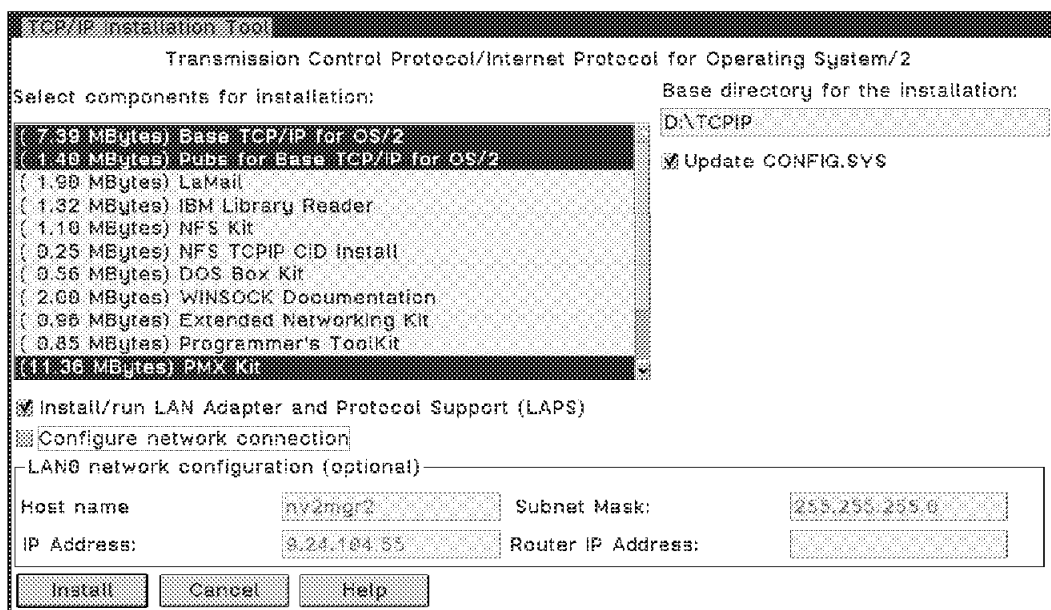 TCP/IP Installation Tool
Transmission Control Protocol/Internet Protocol for Operating System/2
Select components for installation:
Base directory for the installation:
D:\TCPIP
Update CONFIG.SYS
( 7.39 MBytes) Base TCP/IP for OS/2
( 1.40 MBytes) Pubs for Base TCP/IP for OS/2
( 1.90 MBytes) LaMail
( 1.32 MBytes) IBM Library Reader
( 1.10 MBytes) NFS Kit
( 0.25 MBytes) NFS TCPIP CID Install
( 0.56 MBytes) DOS Box Kit
( 2.00 MBytes) WINSOCK Documentation
( 0.96 MBytes) Extended Networking Kit
( 0.85 MBytes) Programmer's ToolKit
(11.36 MBytes) PMX Kit
Install/run LAN Adapter and Protocol Support (LAPS)
Configure network connection
LAN0 network configuration (optional)
Host name nv2mgr2 Subnet Mask: 255.255.255.0
IP Address: 9.24.104.55 Router IP Address:
Install Cancel Help